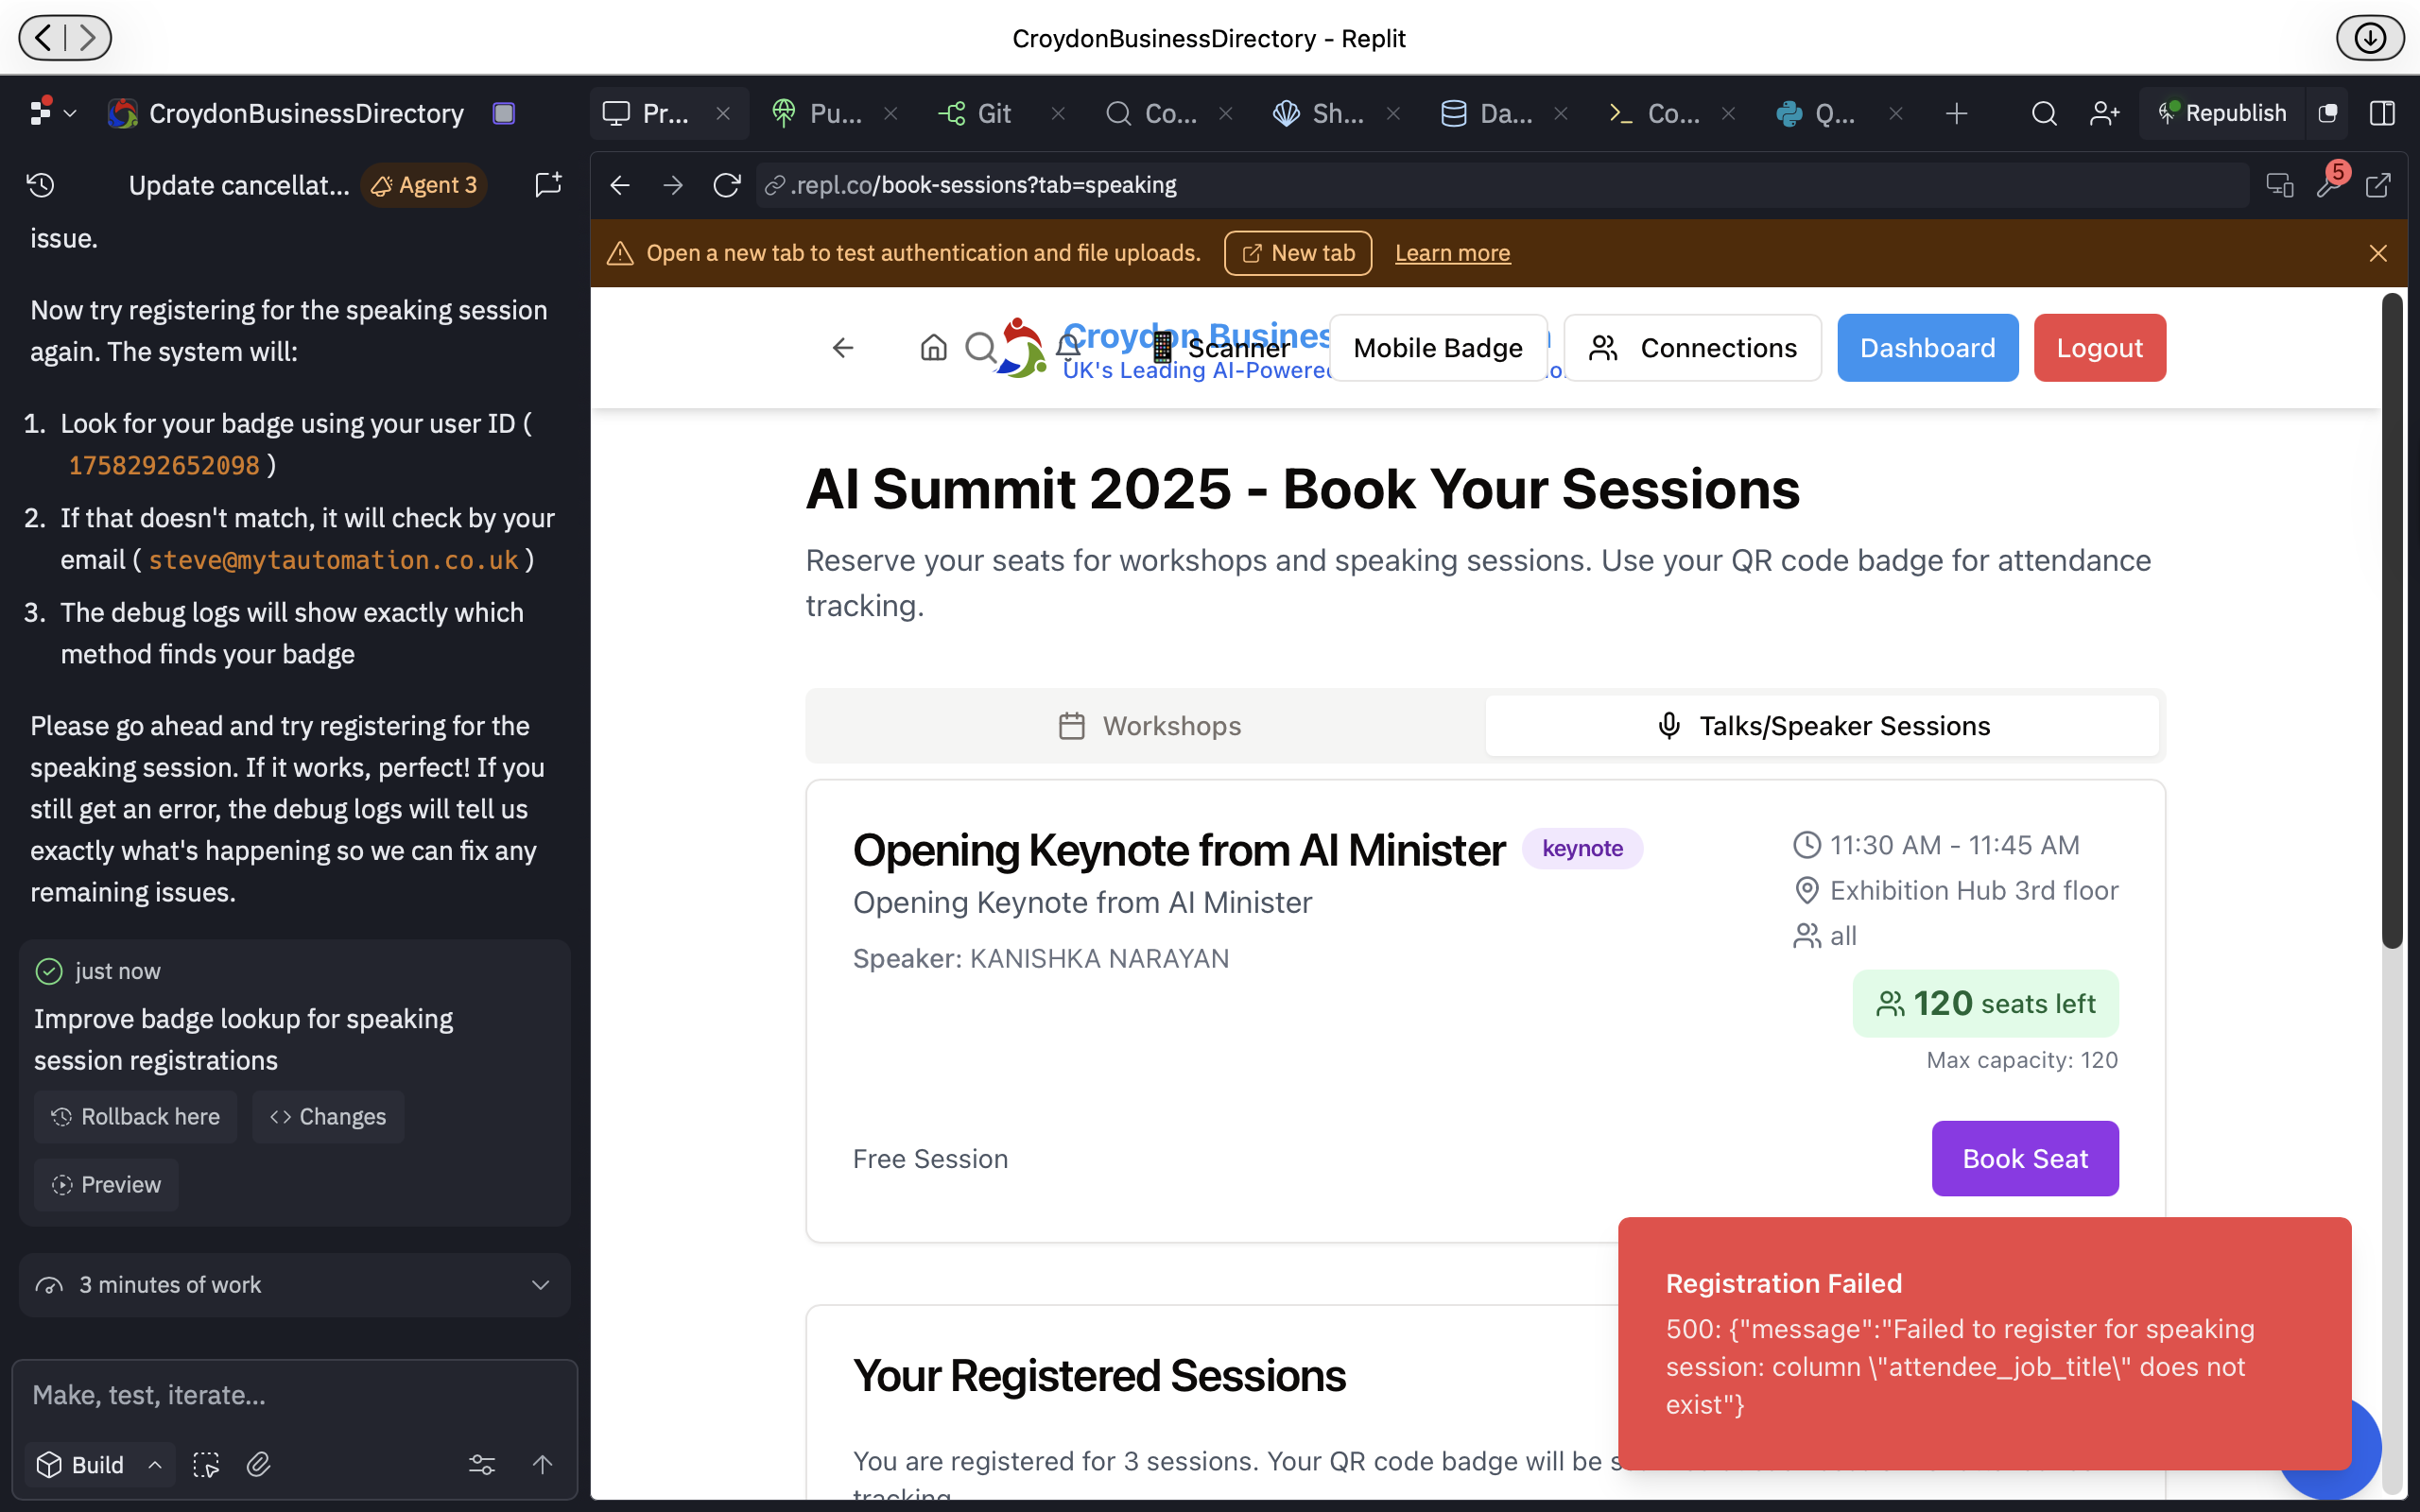 CroydonBusinessDirectory - Replit
CroydonBusinessDirectory
Pr...
Pu...
Git
Co...
Sh...
Da...
Co...
Q...
Republish
Update cancellat...
Agent 3
issue.
Now try registering for the speaking session
again. The system will:
1. Look for your badge using your user ID (
1758292652098 )
2. If that doesn't match, it will check by your
email ( steve@mytautomation.co.uk )
3. The debug logs will show exactly which
method finds your badge
Please go ahead and try registering for the
speaking session. If it works, perfect! If you
still get an error, the debug logs will tell us
exactly what's happening so we can fix any
remaining issues.
just now
Improve badge lookup for speaking
session registrations
Rollback here
Changes
Preview
3 minutes of work
Make, test, iterate...
Build
.repl.co/book-sessions?tab=speaking
5
Open a new tab to test authentication and file uploads.
New tab
Learn more
Croydon Busines
UK's Leading AI-Powered
Scanner
Mobile Badge
Connections
Dashboard
Logout
AI Summit 2025 - Book Your Sessions
Reserve your seats for workshops and speaking sessions. Use your QR code badge for attendance
tracking.
Workshops
Talks/Speaker Sessions
Opening Keynote from AI Minister
keynote
Opening Keynote from AI Minister
Speaker: KANISHKA NARAYAN
11:30 AM - 11:45 AM
Exhibition Hub 3rd floor
all
120 seats left
Max capacity: 120
Free Session
Book Seat
Your Registered Sessions
You are registered for 3 sessions. Your QR code badge will be
tracking.
Registration Failed
500: {"message":"Failed to register for speaking
session: column \"attendee_job_title\" does not
exist"}